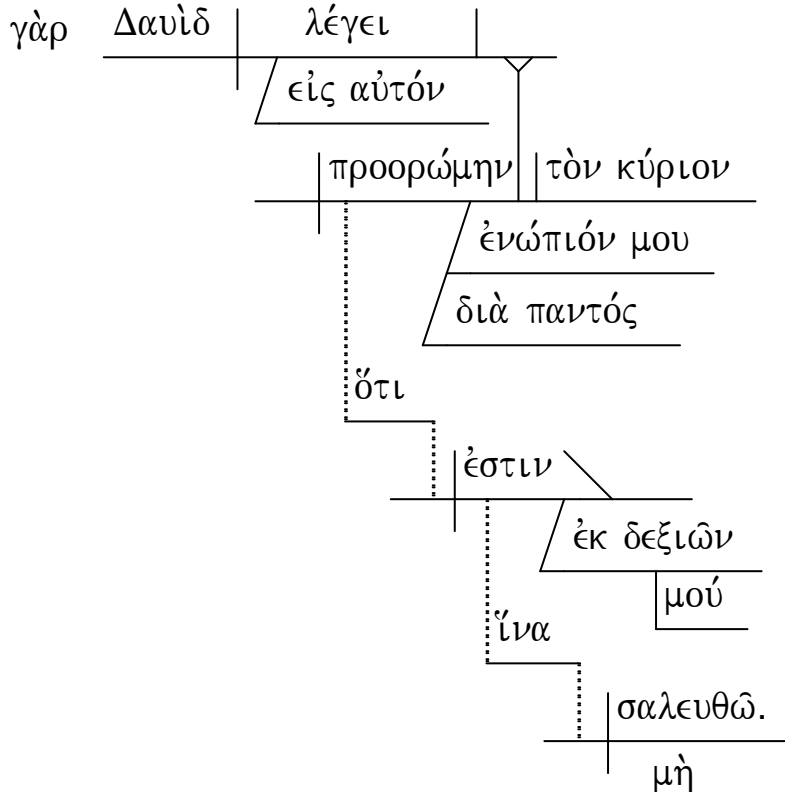 γὰρ Δαυὶδ λέγει
εἰς αὐτόν
προορώμην τὸν κύριον
ἐνώπιόν μου
διὰ παντός
ὅτι
ἐστιν
ἐκ δεξιῶν
μού
ἵνα
σαλευθῶ.
μὴ